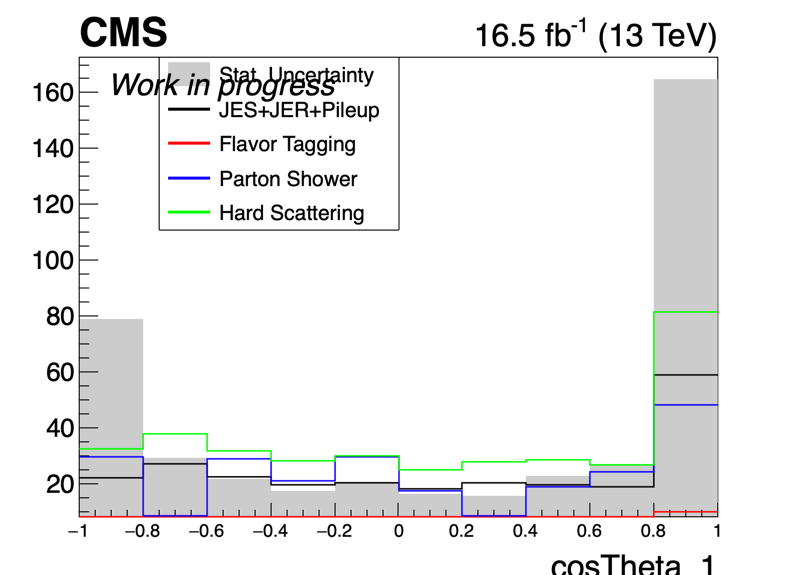 CMS 16.5 fb-1 (13 TeV)
Work in progress
Stat. Uncertainty
JES+JER+Pileup
Flavor Tagging
Parton Shower
Hard Scattering
160
140
120
100
80
60
40
20
−1 −0.8 −0.6 −0.4 −0.2 0 0.2 0.4 0.6 0.8 1
cosTheta_1